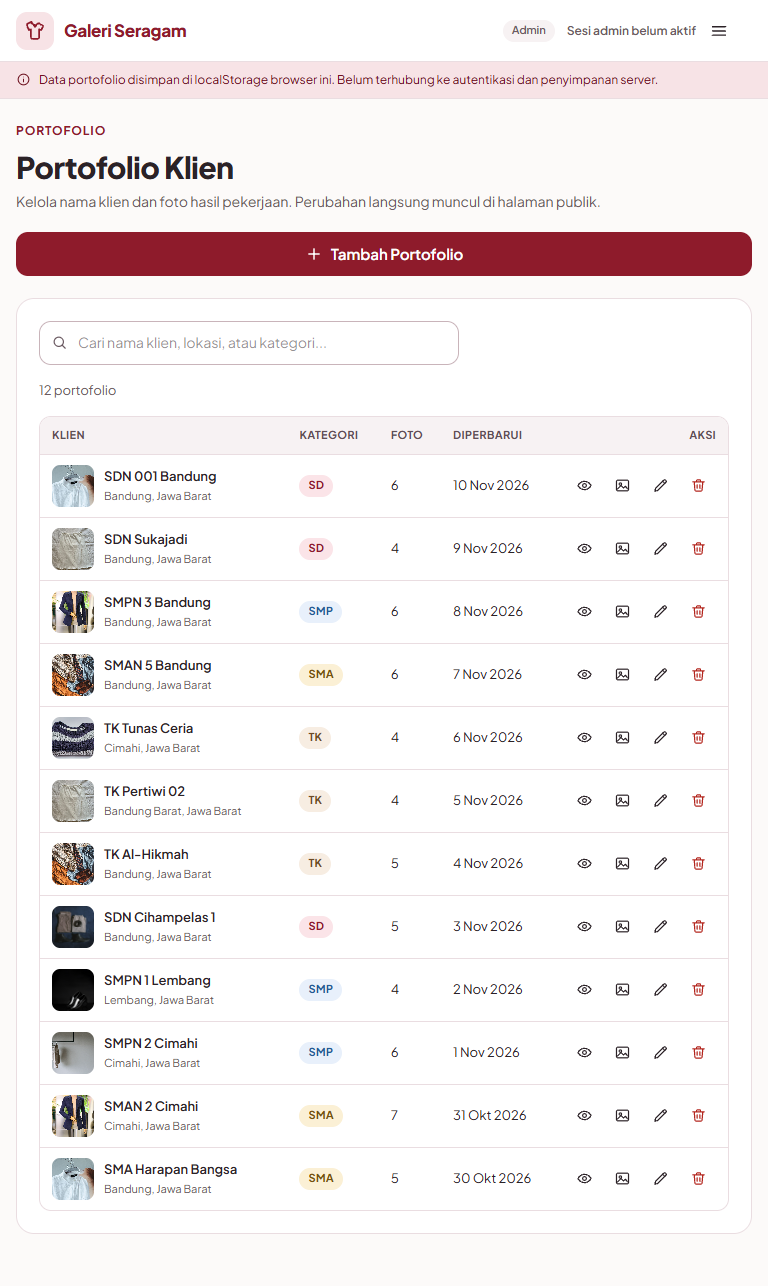 Galeri Seragam
Admin
Sesi admin belum aktif
Data portofolio disimpan di localStorage browser ini. Belum terhubung ke autentikasi dan penyimpanan server.
PORTOFOLIO
Portofolio Klien
Kelola nama klien dan foto hasil pekerjaan. Perubahan langsung muncul di halaman publik.
Tambah Portofolio
Cari nama klien, lokasi, atau kategori...
12 portofolio
KLIEN KATEGORI FOTO DIPERBARUI AKSI
SDN 001 Bandung SD 6 10 Nov 2026
Bandung, Jawa Barat
SDN Sukajadi SD 4 9 Nov 2026
Bandung, Jawa Barat
SMPN 3 Bandung SMP 6 8 Nov 2026
Bandung, Jawa Barat
SMAN 5 Bandung SMA 6 7 Nov 2026
Bandung, Jawa Barat
TK Tunas Ceria TK 4 6 Nov 2026
Cimahi, Jawa Barat
TK Pertiwi 02 TK 4 5 Nov 2026
Bandung Barat, Jawa Barat
TK Al-Hikmah TK 5 4 Nov 2026
Bandung, Jawa Barat
SDN Cihampelas 1 SD 5 3 Nov 2026
Bandung, Jawa Barat
SMPN 1 Lembang SMP 4 2 Nov 2026
Lembang, Jawa Barat
SMPN 2 Cimahi SMP 6 1 Nov 2026
Cimahi, Jawa Barat
SMAN 2 Cimahi SMA 7 31 Okt 2026
Cimahi, Jawa Barat
SMA Harapan Bangsa SMA 5 30 Okt 2026
Bandung, Jawa Barat